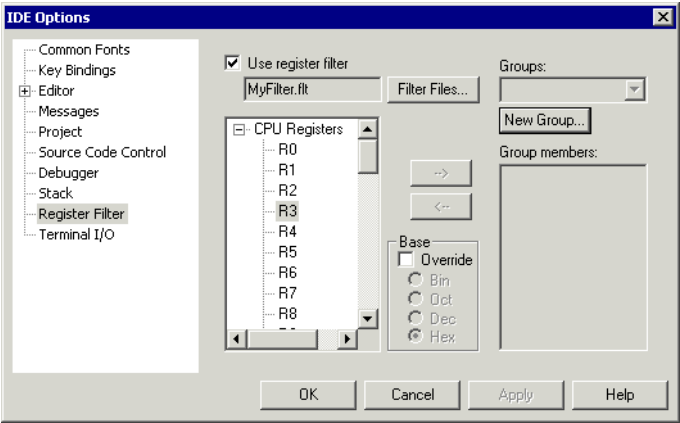 IDE Options
Common Fonts
Key Bindings
Editor
Messages
Project
Source Code Control
Debugger
Stack
Register Filter
Terminal I/O
Use register filter
MyFilter.flt
Filter Files...
CPU Registers
R0
R1
R2
R3
R4
R5
R6
R7
R8
-->
<--
Base
Override
Bin
Oct
Dec
Hex
Groups:
New Group...
Group members:
OK
Cancel
Apply
Help